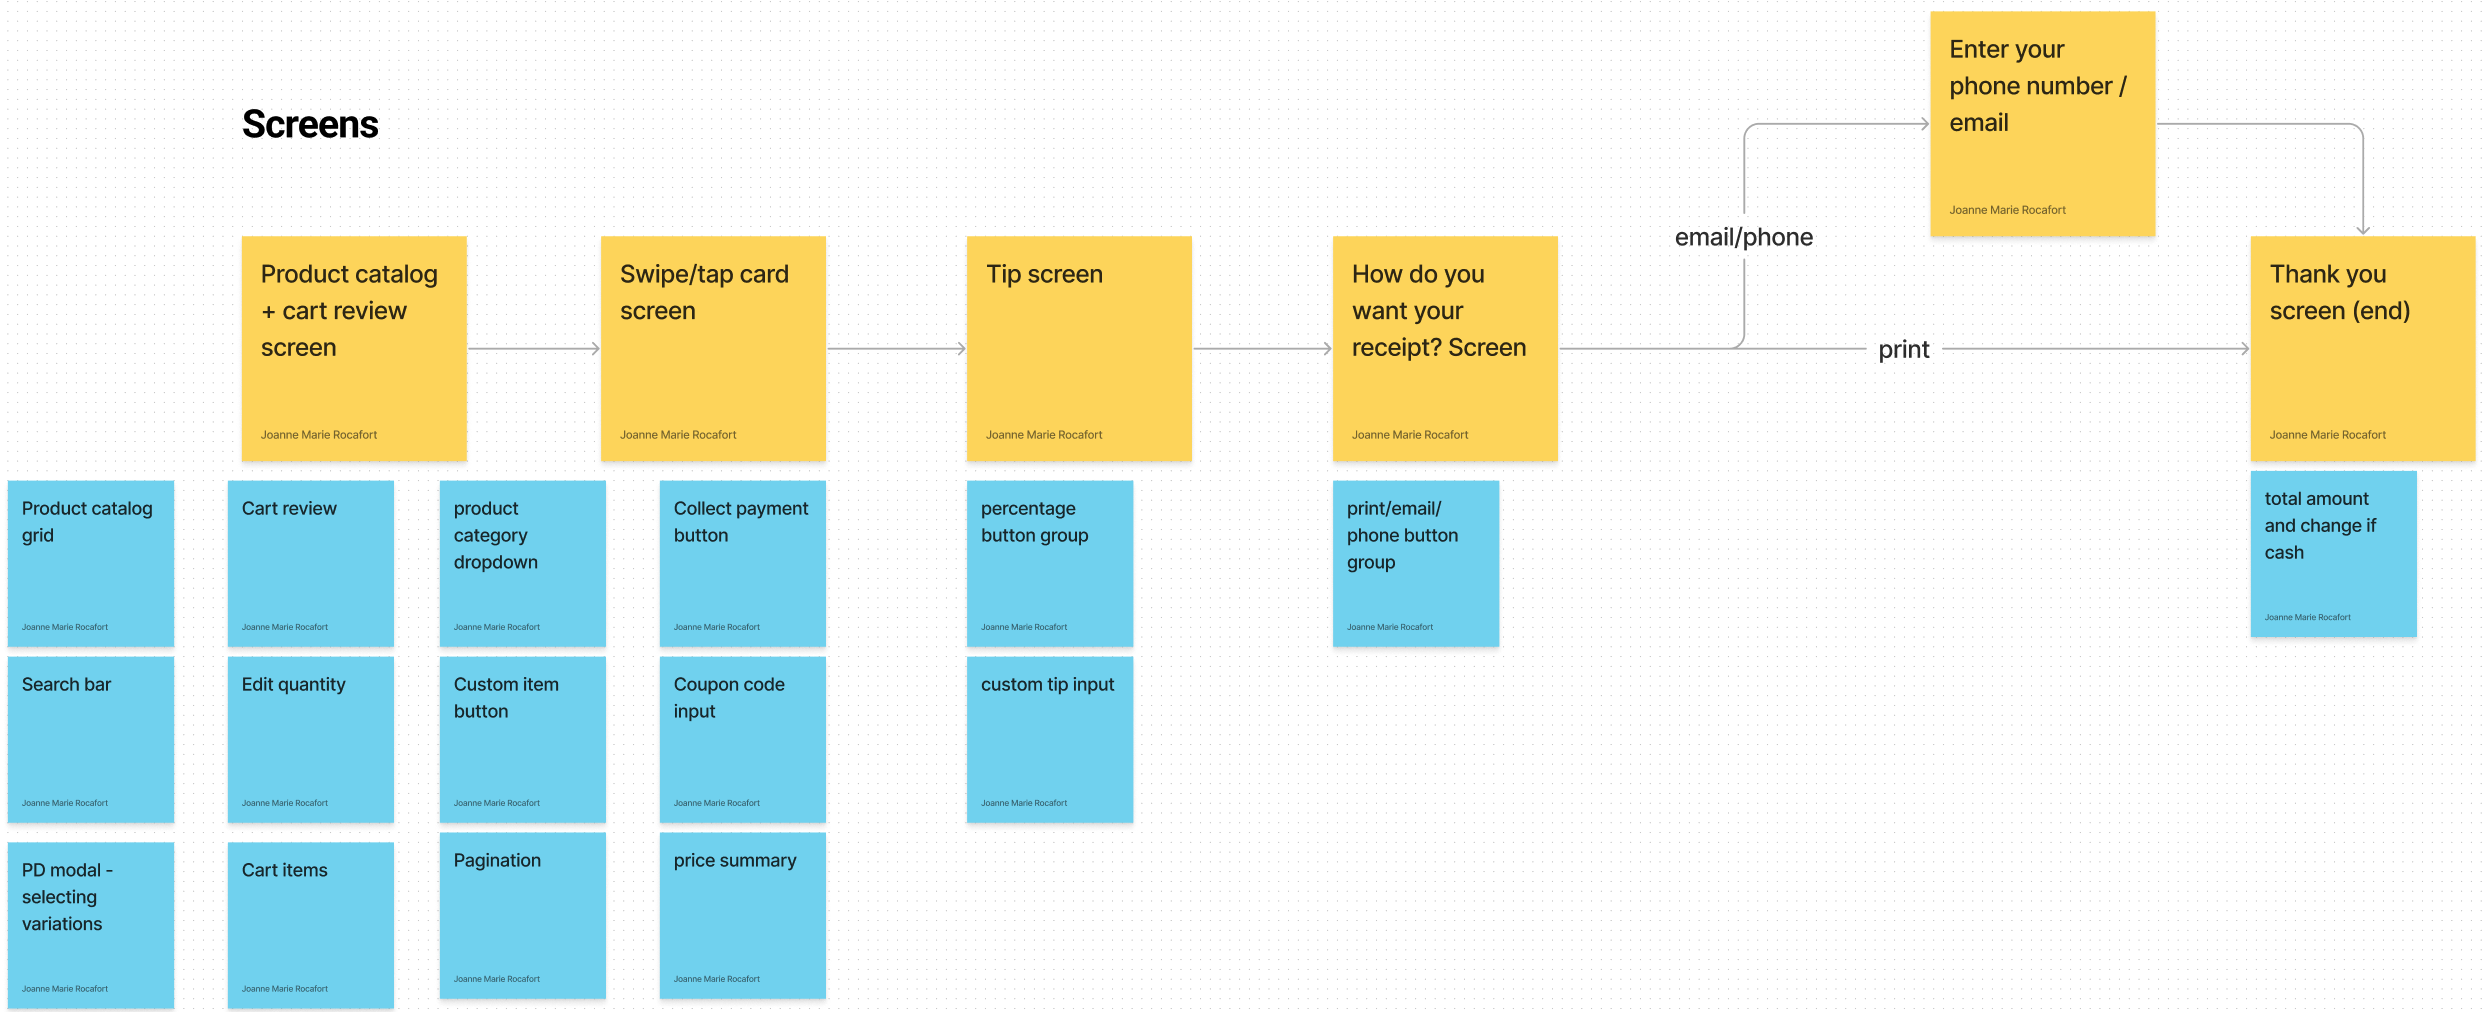 Screens
Enter your
phone number /
email
Joanne Marie Rocafort
Product catalog
+ cart review
screen
Joanne Marie Rocafort
Swipe/tap card
screen
Joanne Marie Rocafort
Tip screen
Joanne Marie Rocafort
How do you
want your
receipt? Screen
Joanne Marie Rocafort
email/phone
print
Thank you
screen (end)
Joanne Marie Rocafort
Product catalog
grid
Joanne Marie Rocafort
Cart review
Joanne Marie Rocafort
product
category
dropdown
Joanne Marie Rocafort
Collect payment
button
Joanne Marie Rocafort
percentage
button group
Joanne Marie Rocafort
print/email/
phone button
group
Joanne Marie Rocafort
total amount
and change if
cash
Joanne Marie Rocafort
Search bar
Joanne Marie Rocafort
Edit quantity
Joanne Marie Rocafort
Custom item
button
Joanne Marie Rocafort
Coupon code
input
Joanne Marie Rocafort
custom tip input
Joanne Marie Rocafort
PD modal -
selecting
variations
Joanne Marie Rocafort
Cart items
Joanne Marie Rocafort
Pagination
Joanne Marie Rocafort
price summary
Joanne Marie Rocafort